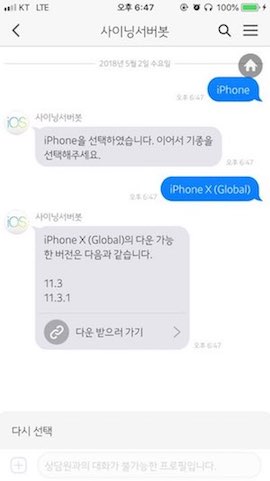 KT LTE 오후 6:47 100%
사이닝서버봇
2018년 5월 2일 수요일
iPhone
오후 6:47
iOS
사이닝서버봇
iPhone을 선택하였습니다. 이어서 기종을
선택해주세요.
오후 6:47
iPhone X (Global)
오후 6:47
iOS
사이닝서버봇
iPhone X (Global)의 다운 가능
한 버전은 다음과 같습니다.
11.3
11.3.1
다운 받으러 가기
오후 6:47
다시 선택
상담원과의 대화가 불가능한 프로필입니다.